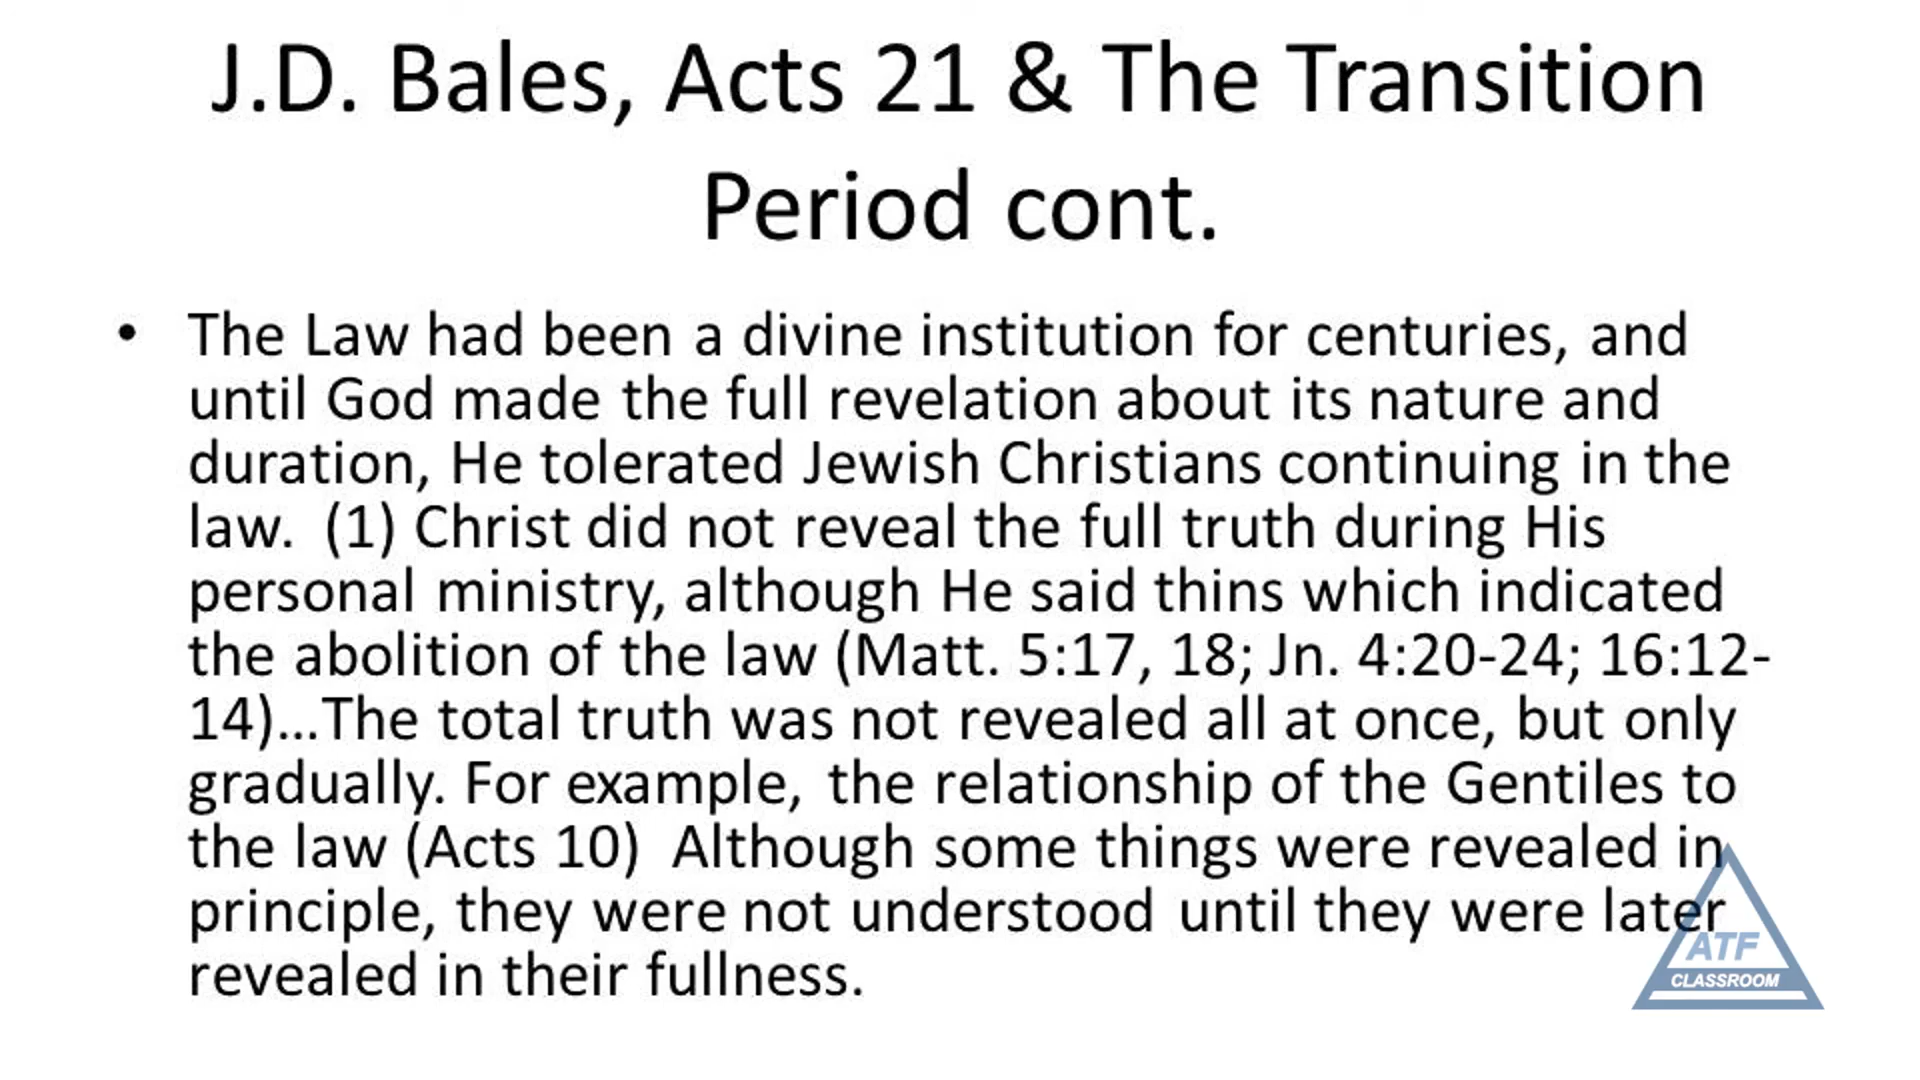 J.D. Bales, Acts 21 & The Transition
Period cont.
• The Law had been a divine institution for centuries, and
until God made the full revelation about its nature and
duration, He tolerated Jewish Christians continuing in the
law.  (1) Christ did not reveal the full truth during His
personal ministry, although He said thins which indicated
the abolition of the law (Matt. 5:17, 18; Jn. 4:20-24; 16:12-
14)...The total truth was not revealed all at once, but only
gradually. For example, the relationship of the Gentiles to
the law (Acts 10)  Although some things were revealed in
principle, they were not understood until they were later
revealed in their fullness.
ATF
CLASSROOM